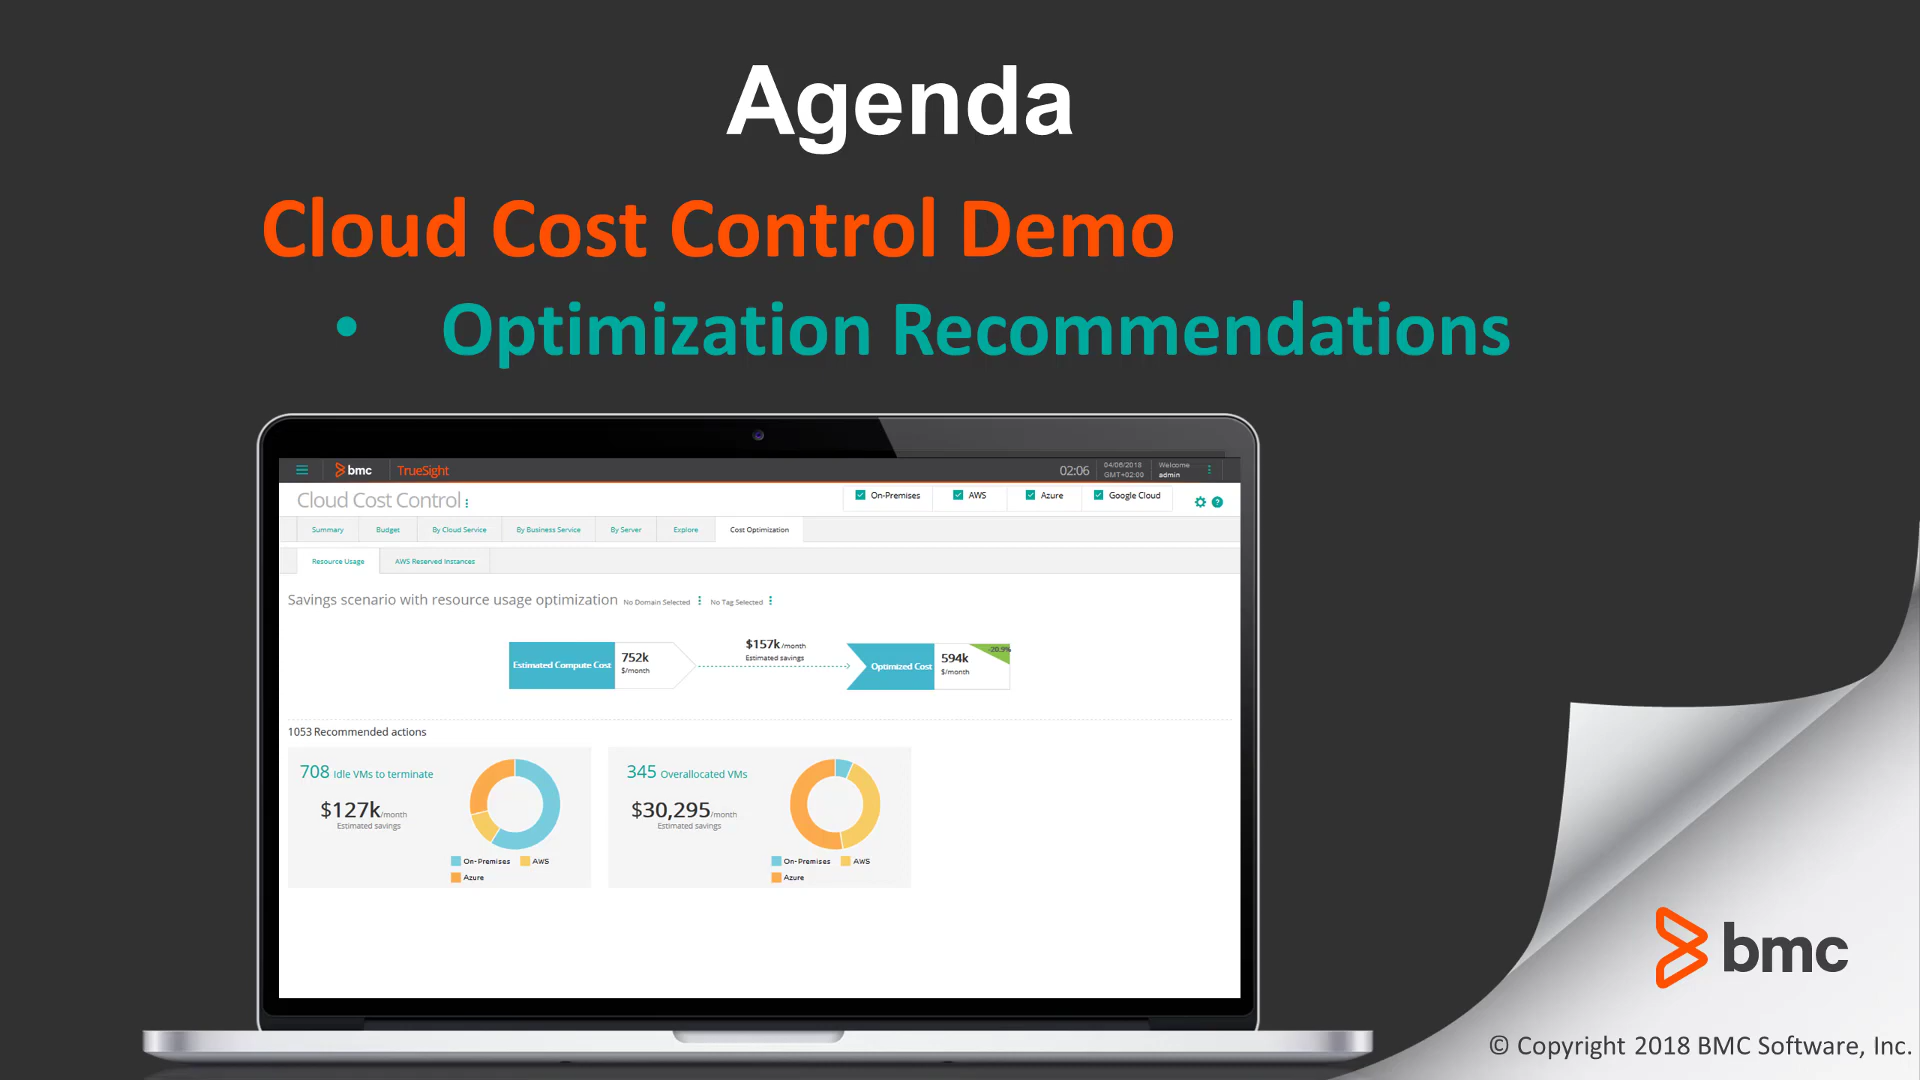 Agenda
Cloud Cost Control Demo
• Optimization Recommendations
bmc TrueSight 02:06 04/06/2018 GMT+02:00 Welcome admin
Cloud Cost Control On-Premises AWS Azure Google Cloud
Summary Budget By Cloud Service By Business Service By Server Explore Cost Optimization
Resource Usage AWS Reserved Instances
Savings scenario with resource usage optimization No Domain Selected No Tag Selected
Estimated Compute Cost 752k $/month
$157k/month Estimated savings
Optimized Cost 594k $/month -20.9%
1053 Recommended actions
708 Idle VMs to terminate
$127k/month
Estimated savings
On-Premises AWS
Azure
345 Overallocated VMs
$30,295/month
Estimated savings
On-Premises AWS
Azure
bmc
© Copyright 2018 BMC Software, Inc.